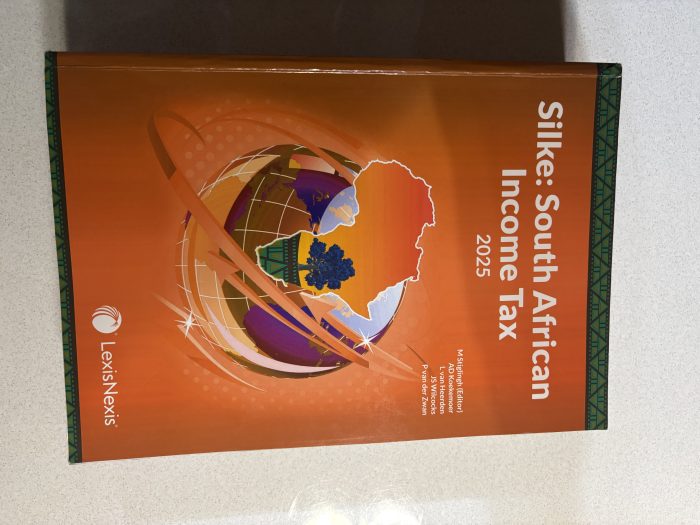 Silke: South African
Income Tax
2025
M Stiglingh (Editor)
AD Koekemoer
L van Heerden
JS Wilcocks
P van der Zwan
LexisNexis®